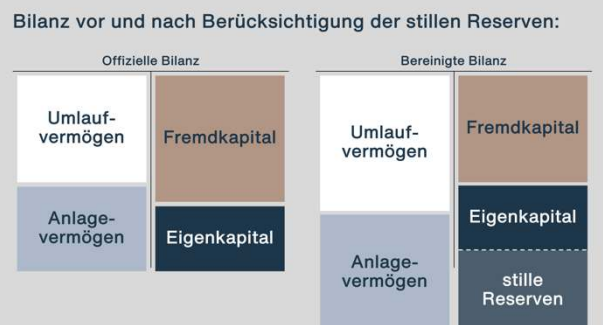 Bilanz vor und nach Berücksichtigung der stillen Reserven:
Offizielle Bilanz
Umlauf-
vermögen
Fremdkapital
Anlage-
vermögen
Eigenkapital
Bereinigte Bilanz
Umlauf-
vermögen
Fremdkapital
Anlage-
vermögen
Eigenkapital
stille
Reserven